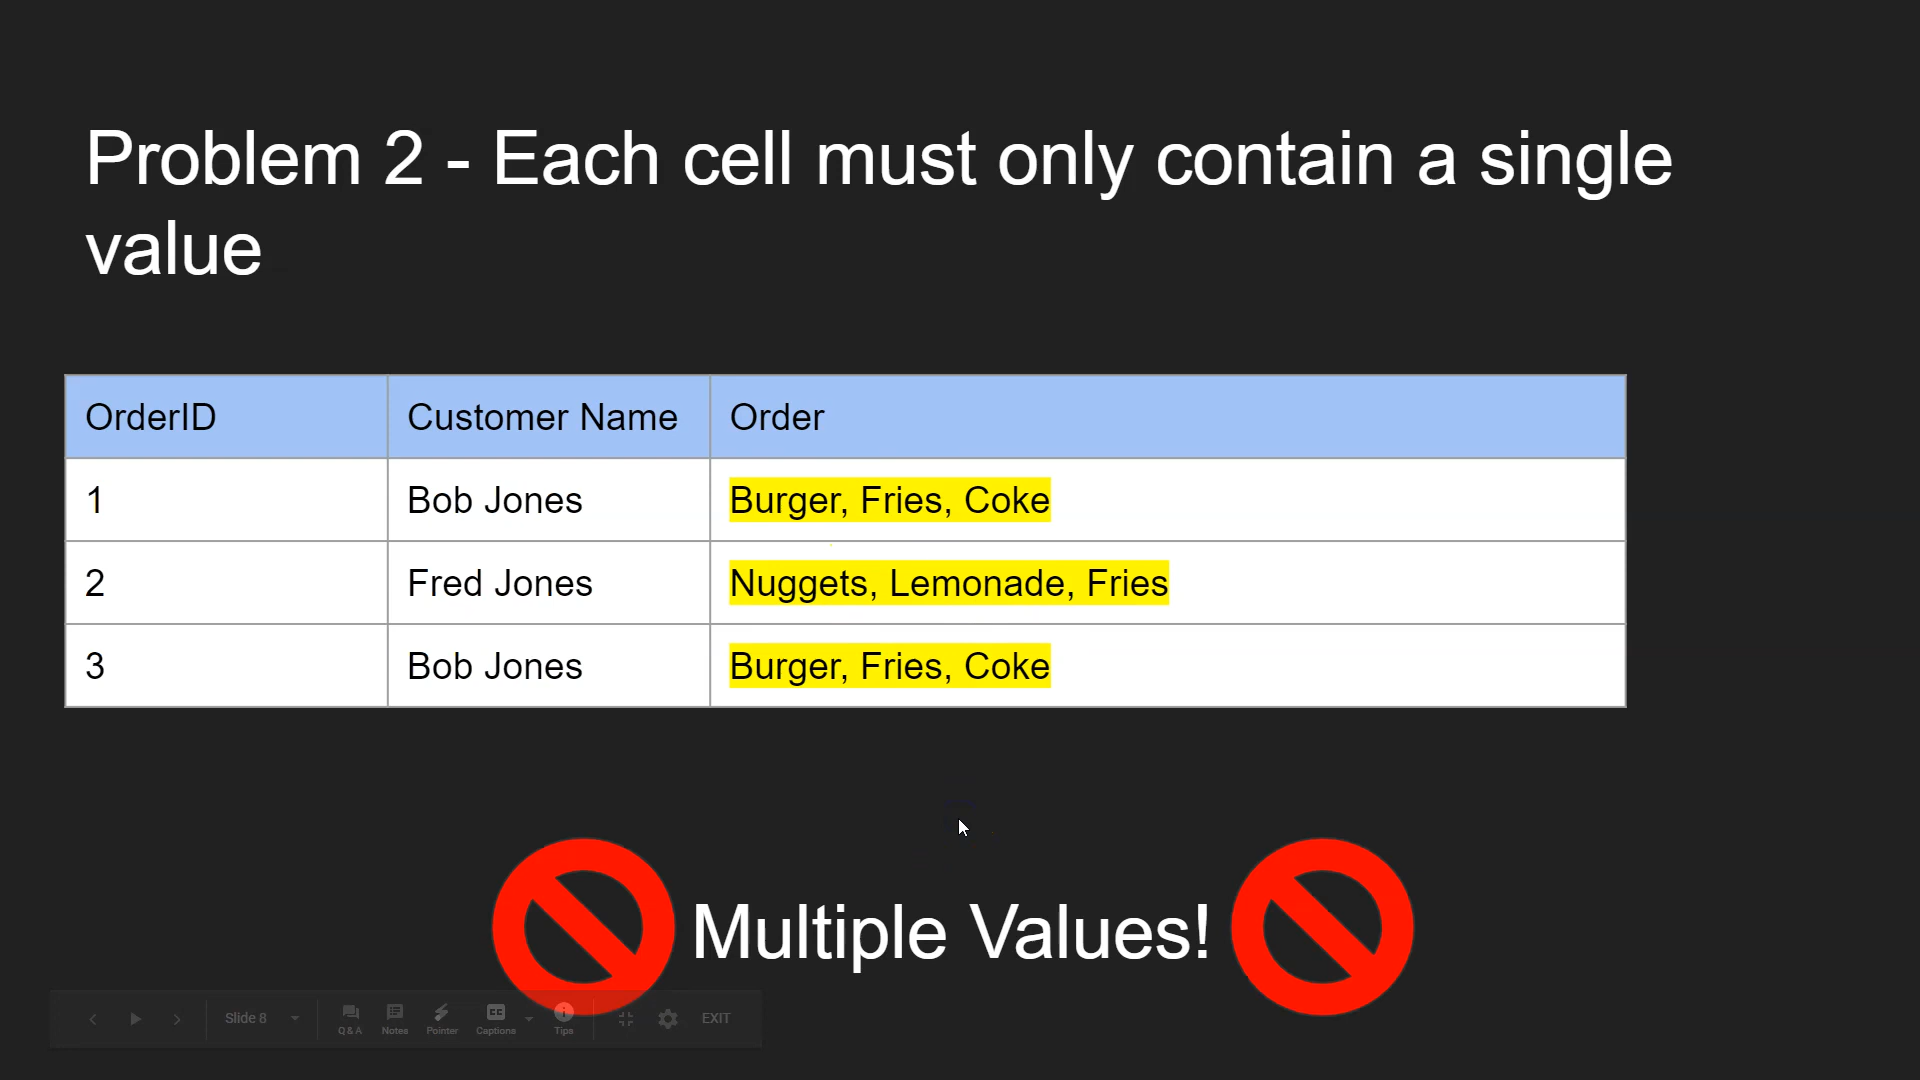 Problem 2 - Each cell must only contain a single
value
OrderID Customer Name Order
1 Bob Jones Burger, Fries, Coke
2 Fred Jones Nuggets, Lemonade, Fries
3 Bob Jones Burger, Fries, Coke
Multiple Values!
Slide 8 Q&A Notes Pointer Captions Tips EXIT